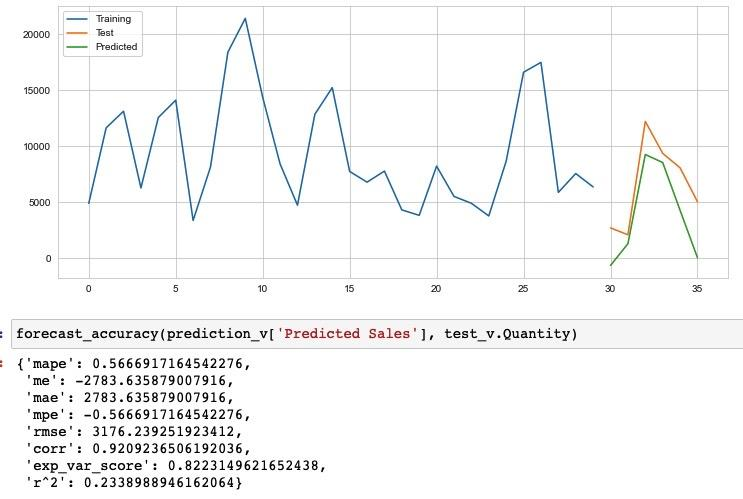 Training
Test
Predicted
20000
15000
10000
5000
0
0 5 10 15 20 25 30 35
: forecast_accuracy(prediction_v['Predicted Sales'], test_v.Quantity)
: {'mape': 0.5666917164542276,
'me': -2783.635879007916,
'mae': 2783.635879007916,
'mpe': -0.5666917164542276,
'rmse': 3176.239251923412,
'corr': 0.9209236506192036,
'exp_var_score': 0.8223149621652438,
'r^2': 0.2338988946162064}